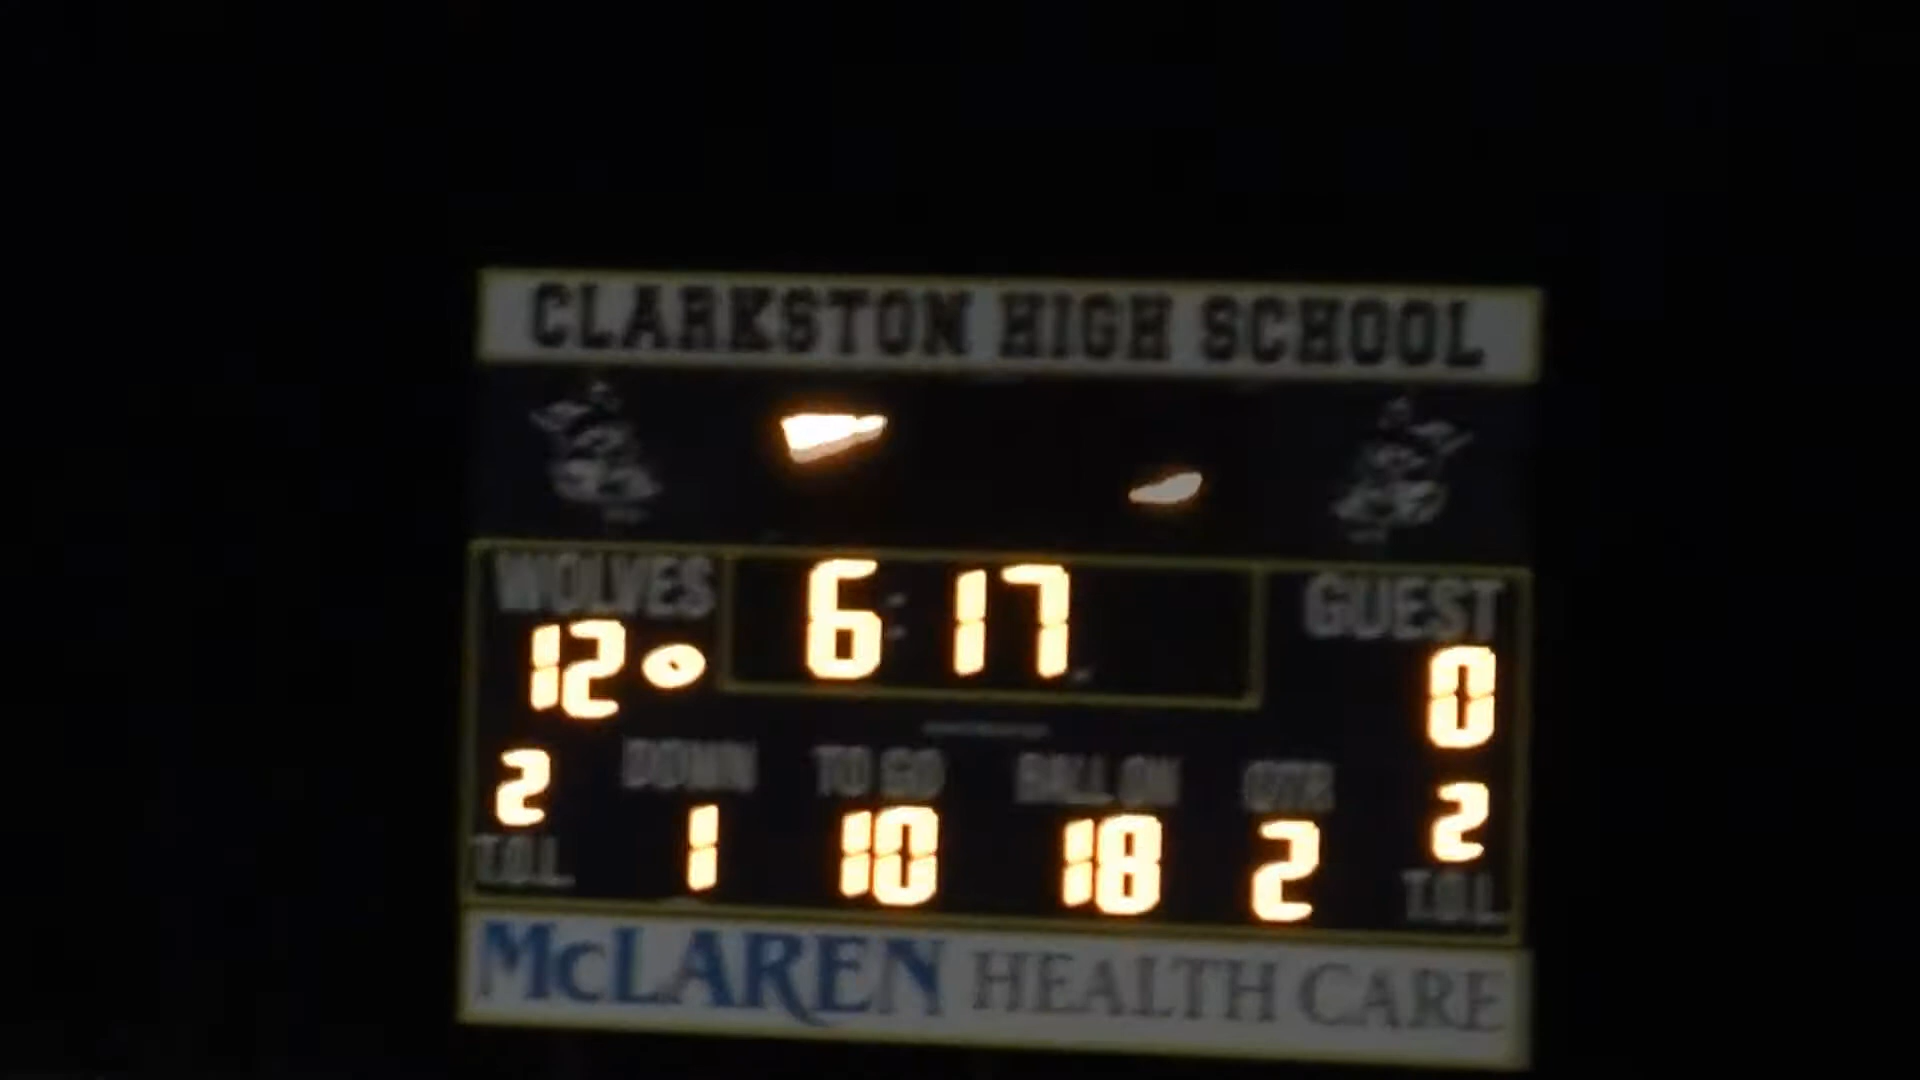 CLARKSTON HIGH SCHOOL
WOLVES 6:17 GUEST
12 0
DOWN TO GO BALL ON QTR
2 1 10 18 2 2
T.O.L. T.O.L.
McLAREN HEALTH CARE